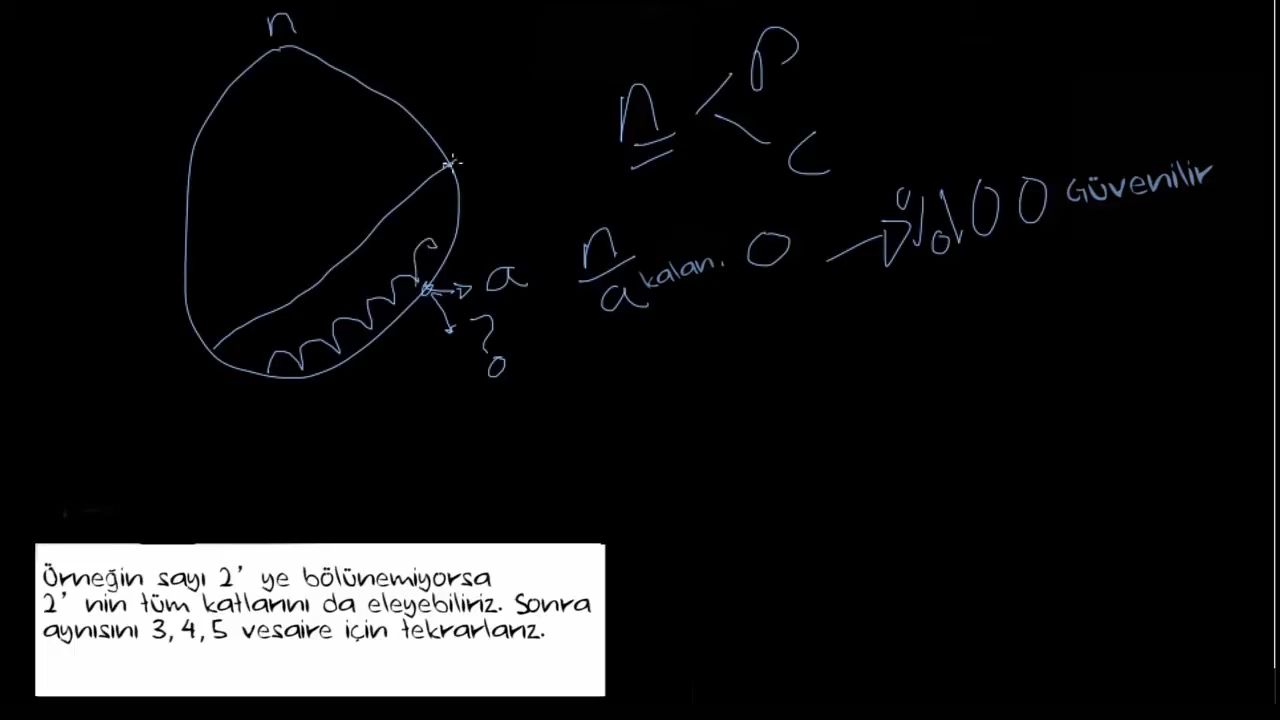 n
n p
c
n/a kalan. 0 → %100 Güvenilir
a
?
Örneğin sayı 2' ye bölünemiyorsa
2' nin tüm katlarını da eleyebiliriz. Sonra
aynısını 3, 4, 5 vesaire için tekrarlarız.